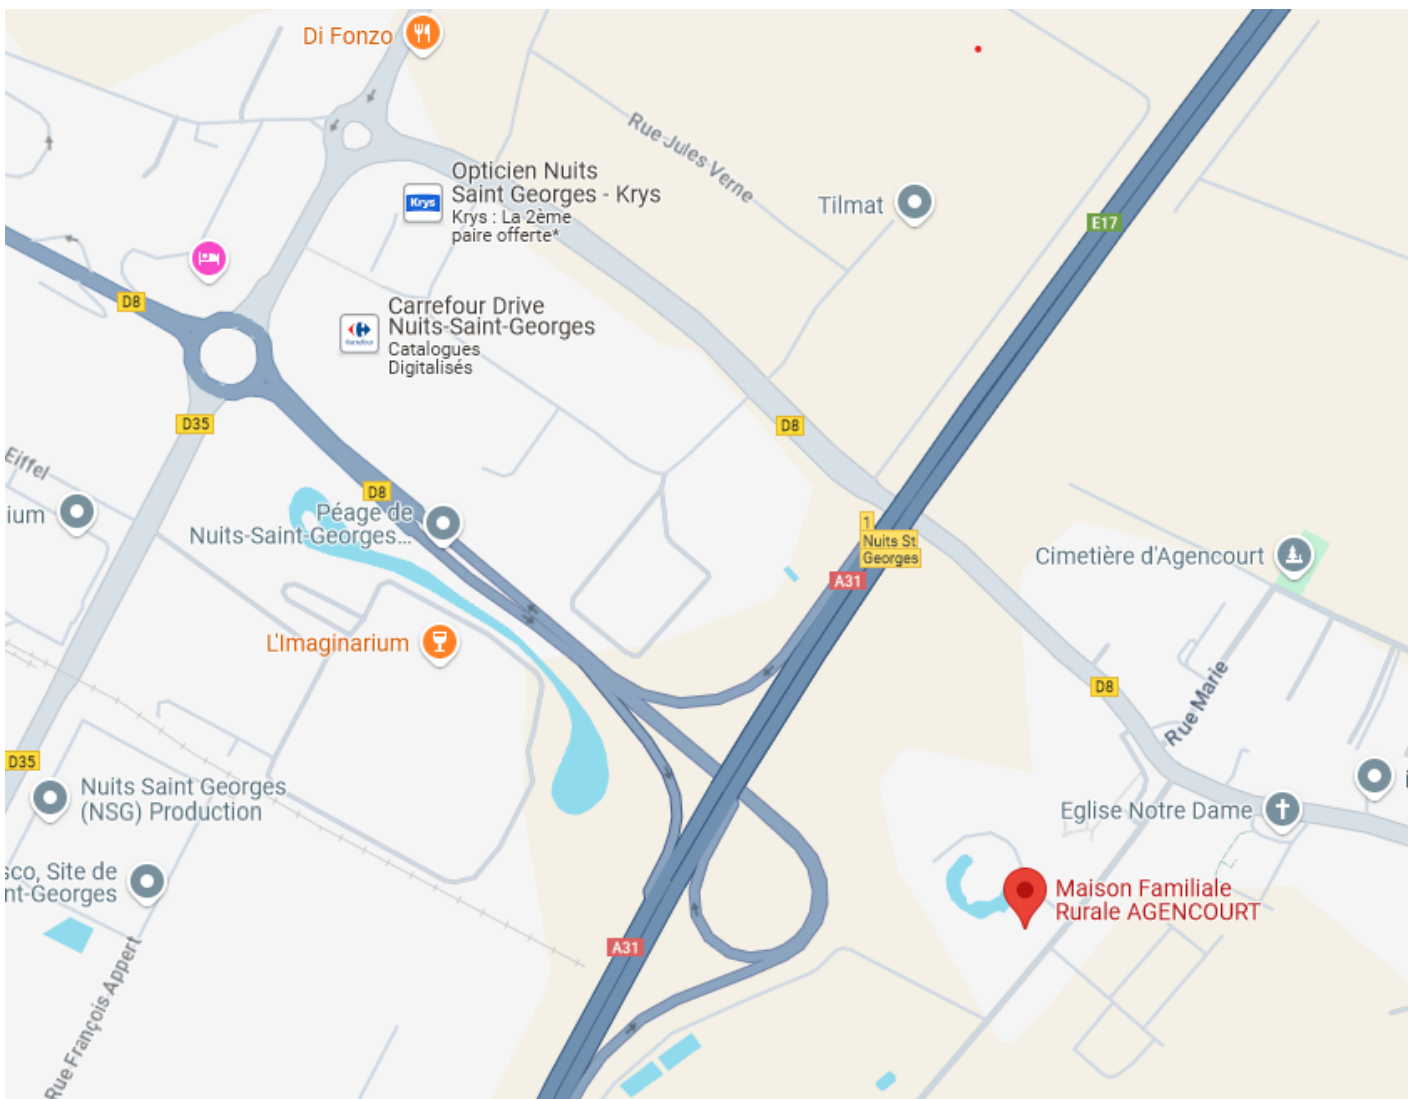 Di Fonzo
Rue Jules Verne
Opticien Nuits
Saint Georges - Krys
Krys : La 2ème
paire offerte*
Krys
Tilmat
E17
D8
Carrefour Drive
Nuits-Saint-Georges
Catalogues
Digitalisés
Carrefour
D35
D8
Eiffel
D8
Péage de
Nuits-Saint-Georges...
ium
1
Nuits St
Georges
A31
Cimetière d'Agencourt
L'Imaginarium
Rue Marie
D8
D35
Nuits Saint Georges
(NSG) Production
Eglise Notre Dame
sco, Site de
nt-Georges
Maison Familiale
Rurale AGENCOURT
A31
Rue François Appert